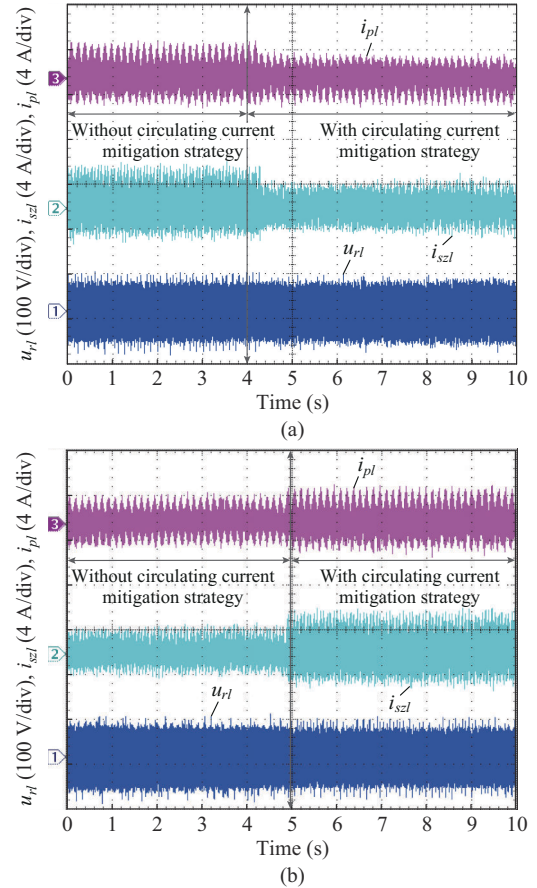 u_rl (100 V/div), i_szl (4 A/div), i_pl (4 A/div)
3
i_pl
Without circulating current
mitigation strategy
With circulating current
mitigation strategy
2
u_rl
i_szl
1
0 1 2 3 4 5 6 7 8 9 10
Time (s)
(a)
u_rl (100 V/div), i_szl (4 A/div), i_pl (4 A/div)
i_pl
3
Without circulating current
mitigation strategy
With circulating current
mitigation strategy
2
u_rl
i_szl
1
0 1 2 3 4 5 6 7 8 9 10
Time (s)
(b)